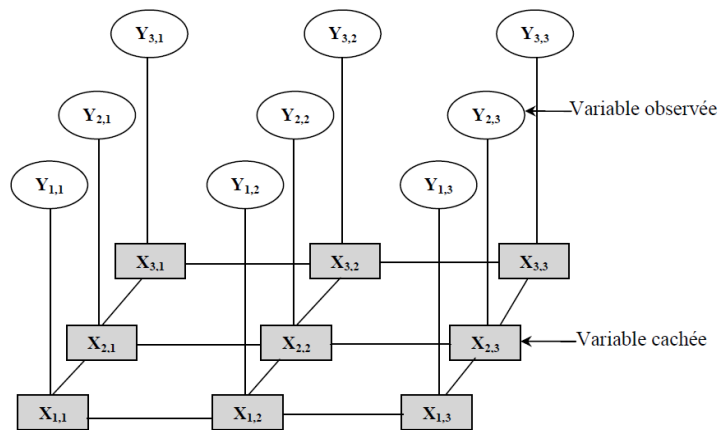 Y3,1 Y3,2 Y3,3
Y2,1 Y2,2 Y2,3 Variable observée
Y1,1 Y1,2 Y1,3
X3,1 X3,2 X3,3
X2,1 X2,2 X2,3 Variable cachée
X1,1 X1,2 X1,3